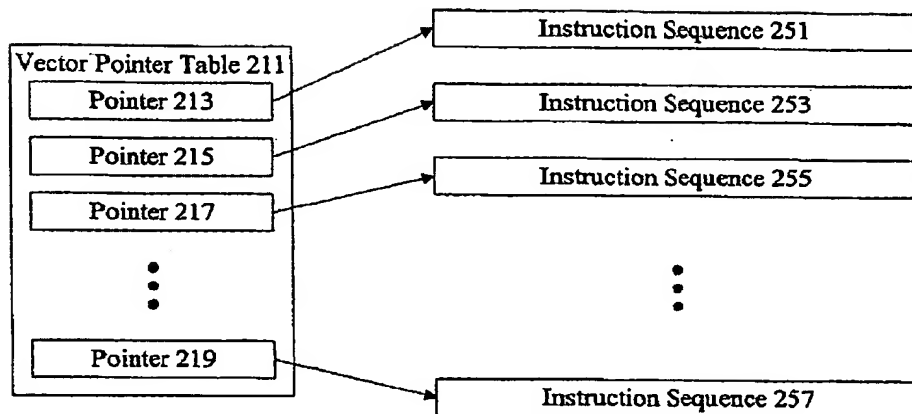 Vector Pointer Table 211
Pointer 213
Pointer 215
Pointer 217
Pointer 219
Instruction Sequence 251
Instruction Sequence 253
Instruction Sequence 255
Instruction Sequence 257